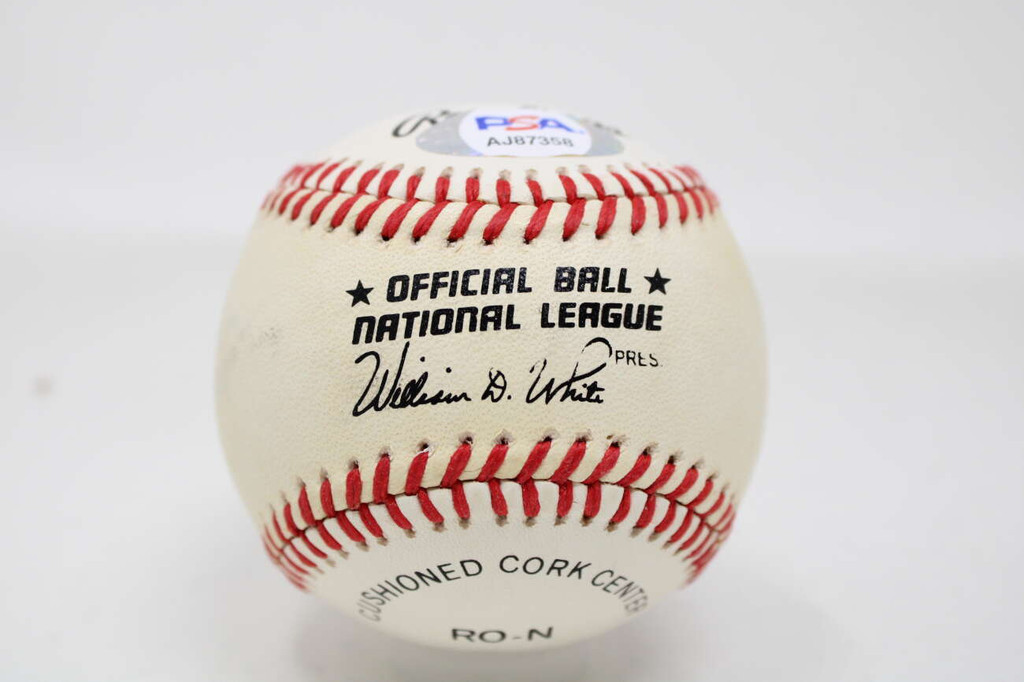 PSA
AJ87358
★ OFFICIAL BALL ★
NATIONAL LEAGUE
William D. White PRES.
CUSHIONED CORK CENTER
RO-N